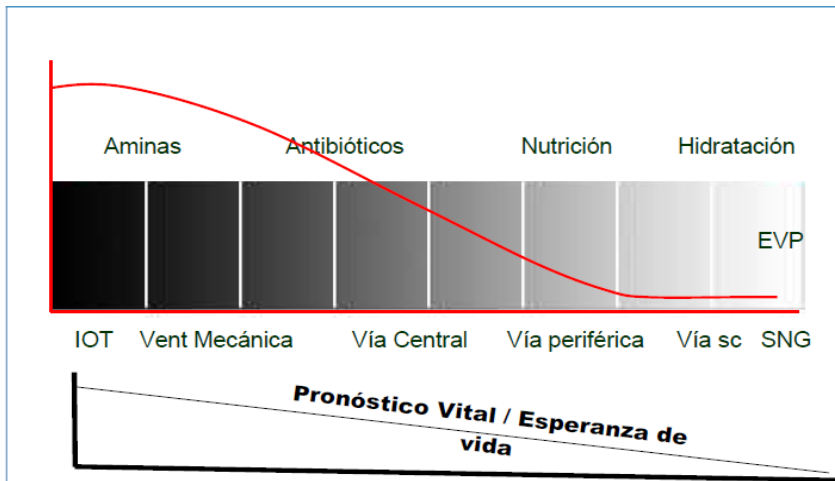 Aminas Antibióticos Nutrición Hidratación
EVP
IOT Vent Mecánica Vía Central Vía periférica Vía sc SNG
Pronóstico Vital / Esperanza de
vida